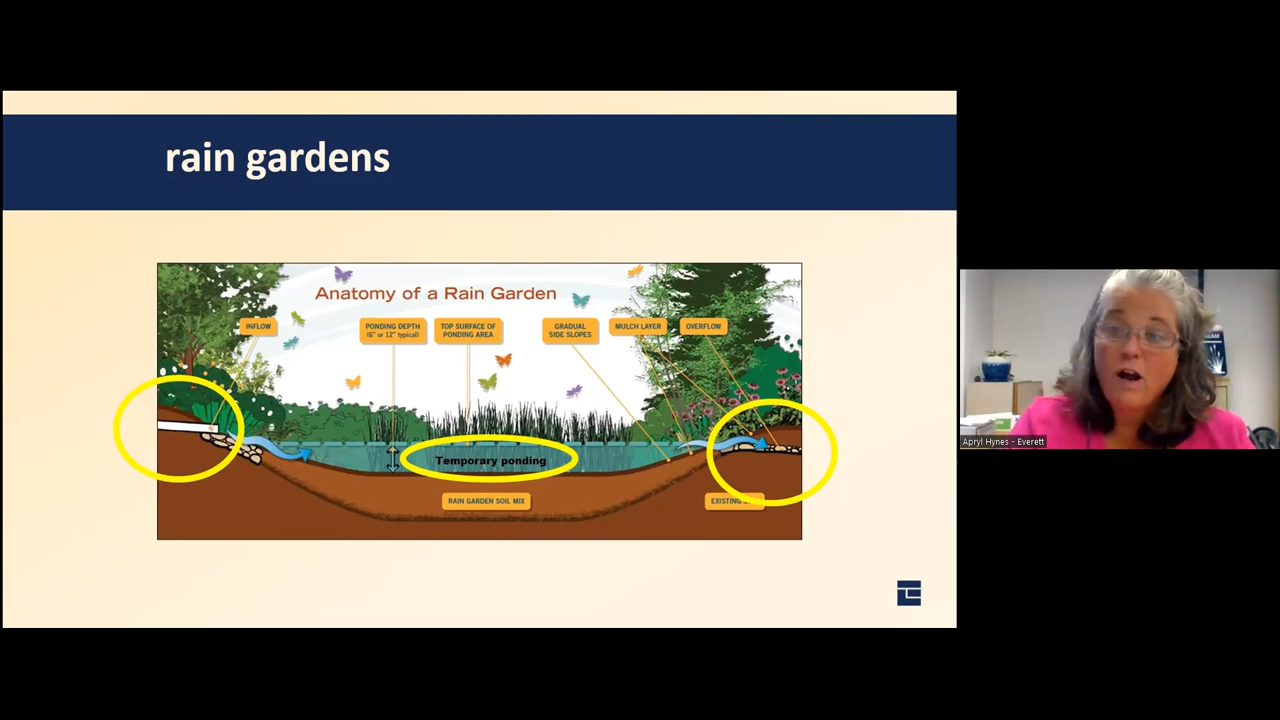 rain gardens
Anatomy of a Rain Garden
INFLOW
PONDING DEPTH
(6" or 12" typical)
TOP SURFACE OF
PONDING AREA
GRADUAL
SIDE SLOPES
MULCH LAYER
OVERFLOW
Temporary ponding
RAIN GARDEN SOIL MIX
EXISTING
Apryl Hynes - Everett